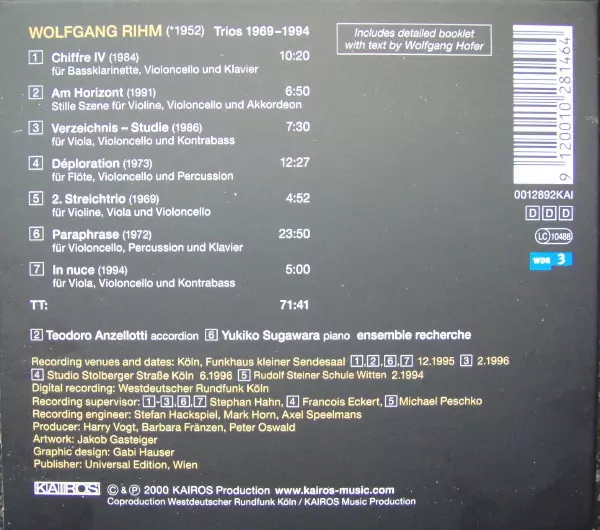 WOLFGANG RIHM (*1952) Trios 1969–1994
Includes detailed booklet
with text by Wolfgang Hofer
1 Chiffre IV (1984) 10:20
für Bassklarinette, Violoncello und Klavier
2 Am Horizont (1991) 6:50
Stille Szene für Violine, Violoncello und Akkordeon
3 Verzeichnis – Studie (1986) 7:30
für Viola, Violoncello und Kontrabass
4 Déploration (1973) 12:27
für Flöte, Violoncello und Percussion
5 2. Streichtrio (1969) 4:52
für Violine, Viola und Violoncello
6 Paraphrase (1972) 23:50
für Violoncello, Percussion und Klavier
7 In nuce (1994) 5:00
für Viola, Violoncello und Kontrabass
TT: 71:41
9 120010 281464
0012892KAI
D D D
LC 10488
WDR 3
2 Teodoro Anzellotti accordion 6 Yukiko Sugawara piano ensemble recherche
Recording venues and dates: Köln, Funkhaus kleiner Sendesaal 1,2,6,7 12.1995 3 2.1996
4 Studio Stolberger Straße Köln 6.1996 5 Rudolf Steiner Schule Witten 2.1994
Digital recording: Westdeutscher Rundfunk Köln
Recording supervisor: 1-3,6,7 Stephan Hahn, 4 Francois Eckert, 5 Michael Peschko
Recording engineer: Stefan Hackspiel, Mark Horn, Axel Speelmans
Producer: Harry Vogt, Barbara Fränzen, Peter Oswald
Artwork: Jakob Gasteiger
Graphic design: Gabi Hauser
Publisher: Universal Edition, Wien
KAIROS © & ℗ 2000 KAIROS Production www.kairos-music.com
Coproduction Westdeutscher Rundfunk Köln / KAIROS Music Production